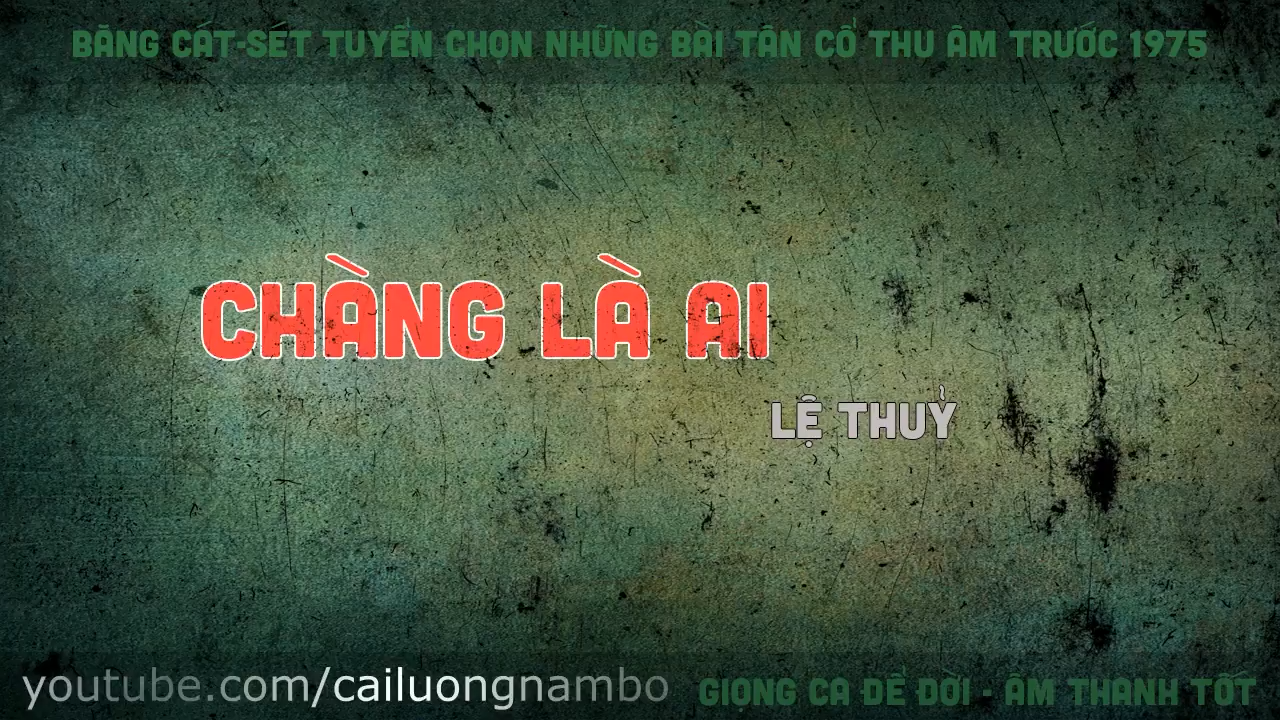 BĂNG CÁT-SÉT TUYỂN CHỌN NHỮNG BÀI TÂN CỔ THU ÂM TRƯỚC 1975
CHÀNG LÀ AI
LỆ THUỶ
youtube.com/cailuongnambo
GIỌNG CA ĐỂ ĐỜI - ÂM THANH TỐT